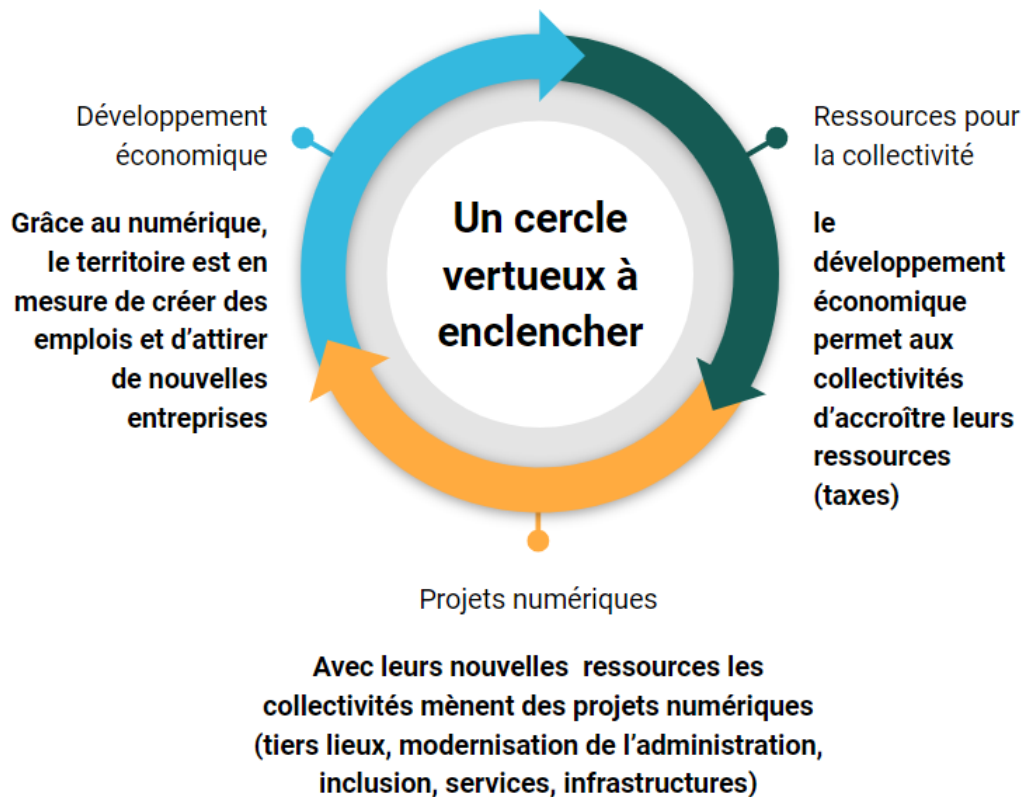 Développement
économique
Grâce au numérique,
le territoire est en
mesure de créer des
emplois et d'attirer
de nouvelles
entreprises
Un cercle
vertueux à
enclencher
Ressources pour
la collectivité
le
développement
économique
permet aux
collectivités
d'accroître leurs
ressources
(taxes)
Projets numériques
Avec leurs nouvelles  ressources les
collectivités mènent des projets numériques
(tiers lieux, modernisation de l'administration,
inclusion, services, infrastructures)